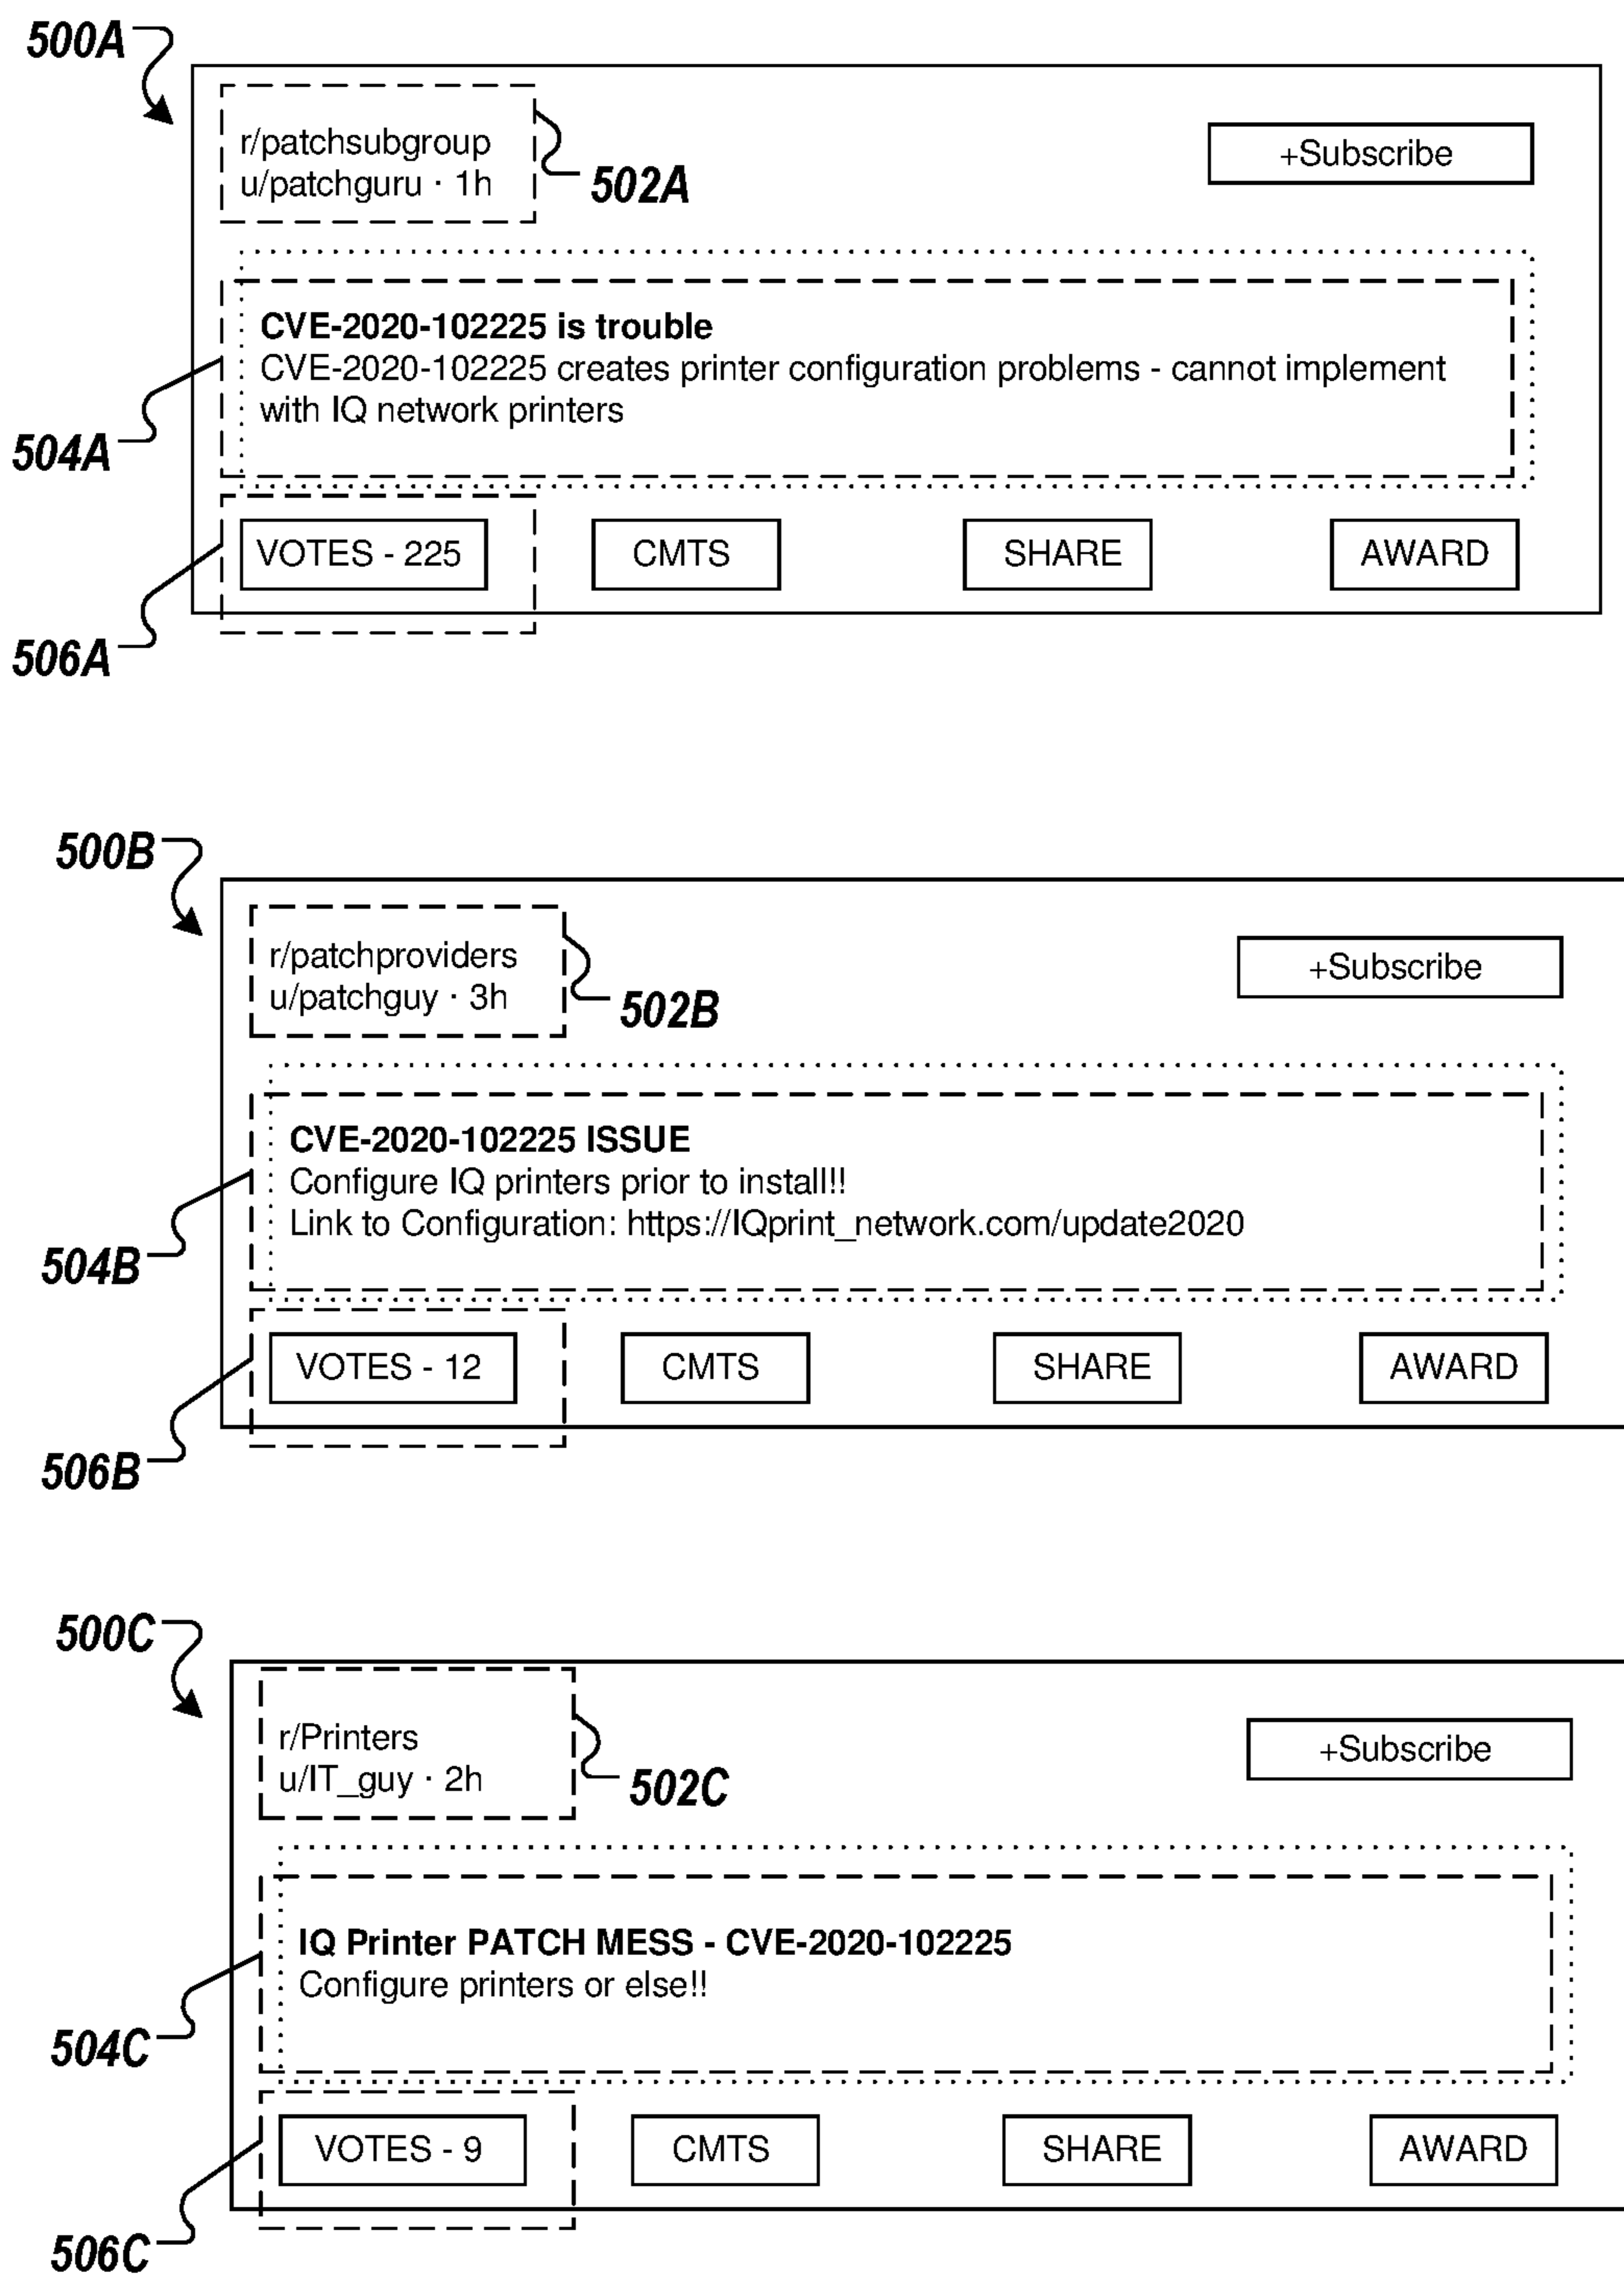 500A
r/patchsubgroup
u/patchguru · 1h
502A
+Subscribe
CVE-2020-102225 is trouble
CVE-2020-102225 creates printer configuration problems - cannot implement
with IQ network printers
504A
VOTES - 225
CMTS
SHARE
AWARD
506A
500B
r/patchproviders
u/patchguy · 3h
502B
+Subscribe
CVE-2020-102225 ISSUE
Configure IQ printers prior to install!!
Link to Configuration: https://IQprint_network.com/update2020
504B
VOTES - 12
CMTS
SHARE
AWARD
506B
500C
r/Printers
u/IT_guy · 2h
502C
+Subscribe
IQ Printer PATCH MESS - CVE-2020-102225
Configure printers or else!!
504C
VOTES - 9
CMTS
SHARE
AWARD
506C